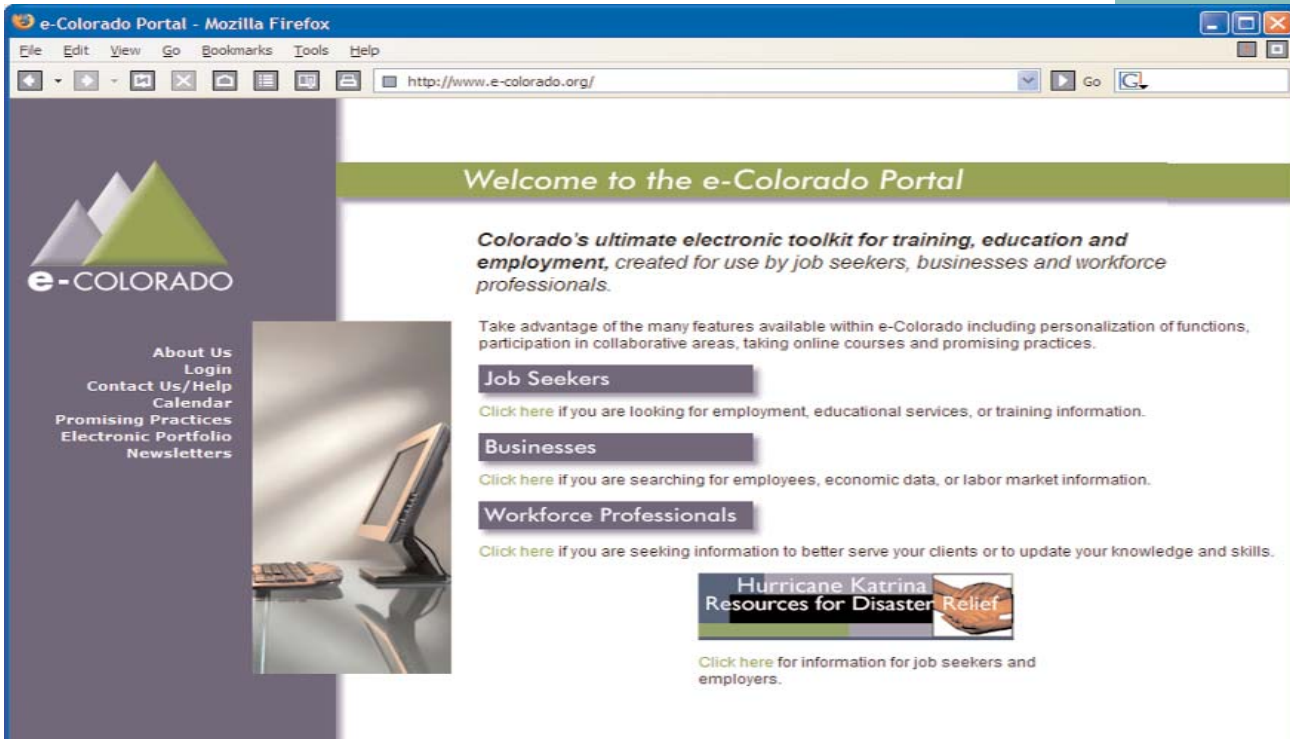 e-Colorado Portal - Mozilla Firefox
File Edit View Go Bookmarks Tools Help
http://www.e-colorado.org/ Go G
Welcome to the e-Colorado Portal
e-COLORADO
About Us
Login
Contact Us/Help
Calendar
Promising Practices
Electronic Portfolio
Newsletters
Colorado's ultimate electronic toolkit for training, education and
employment, created for use by job seekers, businesses and workforce
professionals.
Take advantage of the many features available within e-Colorado including personalization of functions,
participation in collaborative areas, taking online courses and promising practices.
Job Seekers
Click here if you are looking for employment, educational services, or training information.
Businesses
Click here if you are searching for employees, economic data, or labor market information.
Workforce Professionals
Click here if you are seeking information to better serve your clients or to update your knowledge and skills.
Hurricane Katrina
Resources for Disaster Relief
Click here for information for job seekers and
employers.